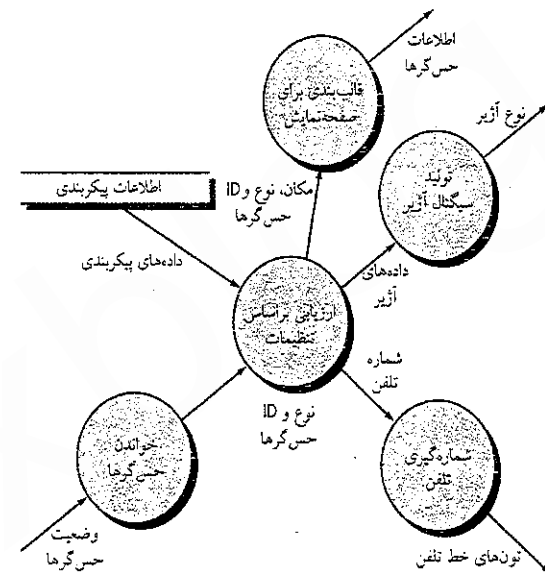 اطلاعات
حس‌گرها
قالب‌بندی برای
صفحه‌نمایش
نوع آژیر
تولید
سیگنال آژیر
مکان، نوع و ID
حس‌گرها
اطلاعات پیکربندی
داده‌های پیکربندی
داده‌های
آژیر
ارزیابی براساس
تنظیمات
شماره
تلفن
نوع و ID
حس‌گرها
خواندن
حس‌گرها
شماره‌گیری
تلفن
وضعیت
حس‌گرها
تون‌های خط تلفن